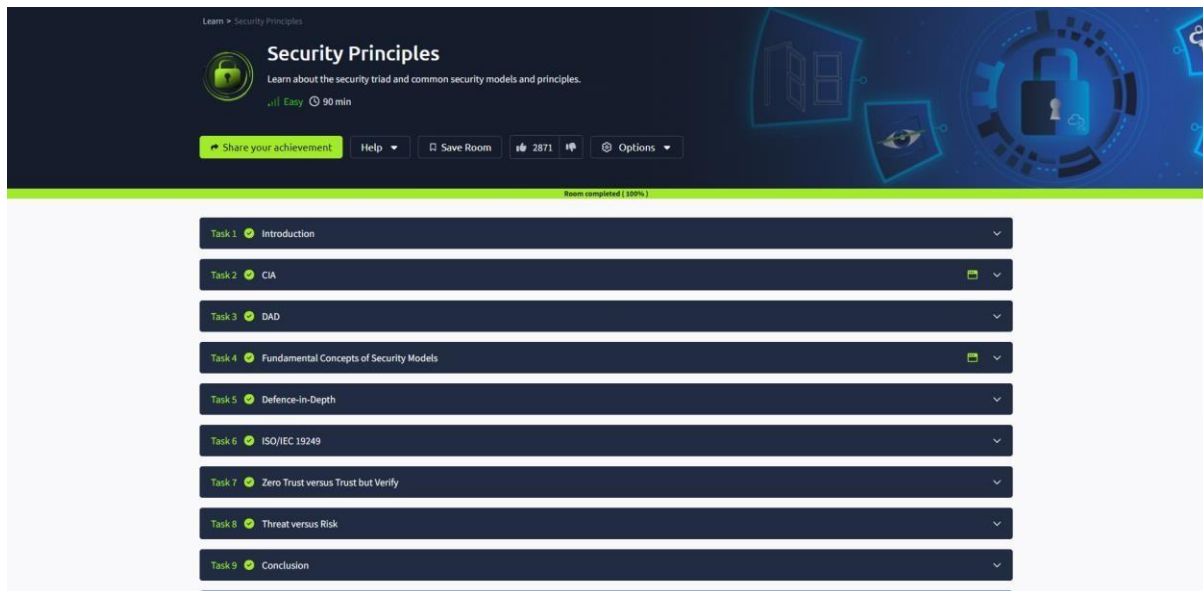 Learn > Security Principles
Security Principles
Learn about the security triad and common security models and principles.
Easy 90 min
Share your achievement Help Save Room 2871 Options
Room completed ( 100% )
Task 1 Introduction
Task 2 CIA
Task 3 DAD
Task 4 Fundamental Concepts of Security Models
Task 5 Defence-in-Depth
Task 6 ISO/IEC 19249
Task 7 Zero Trust versus Trust but Verify
Task 8 Threat versus Risk
Task 9 Conclusion